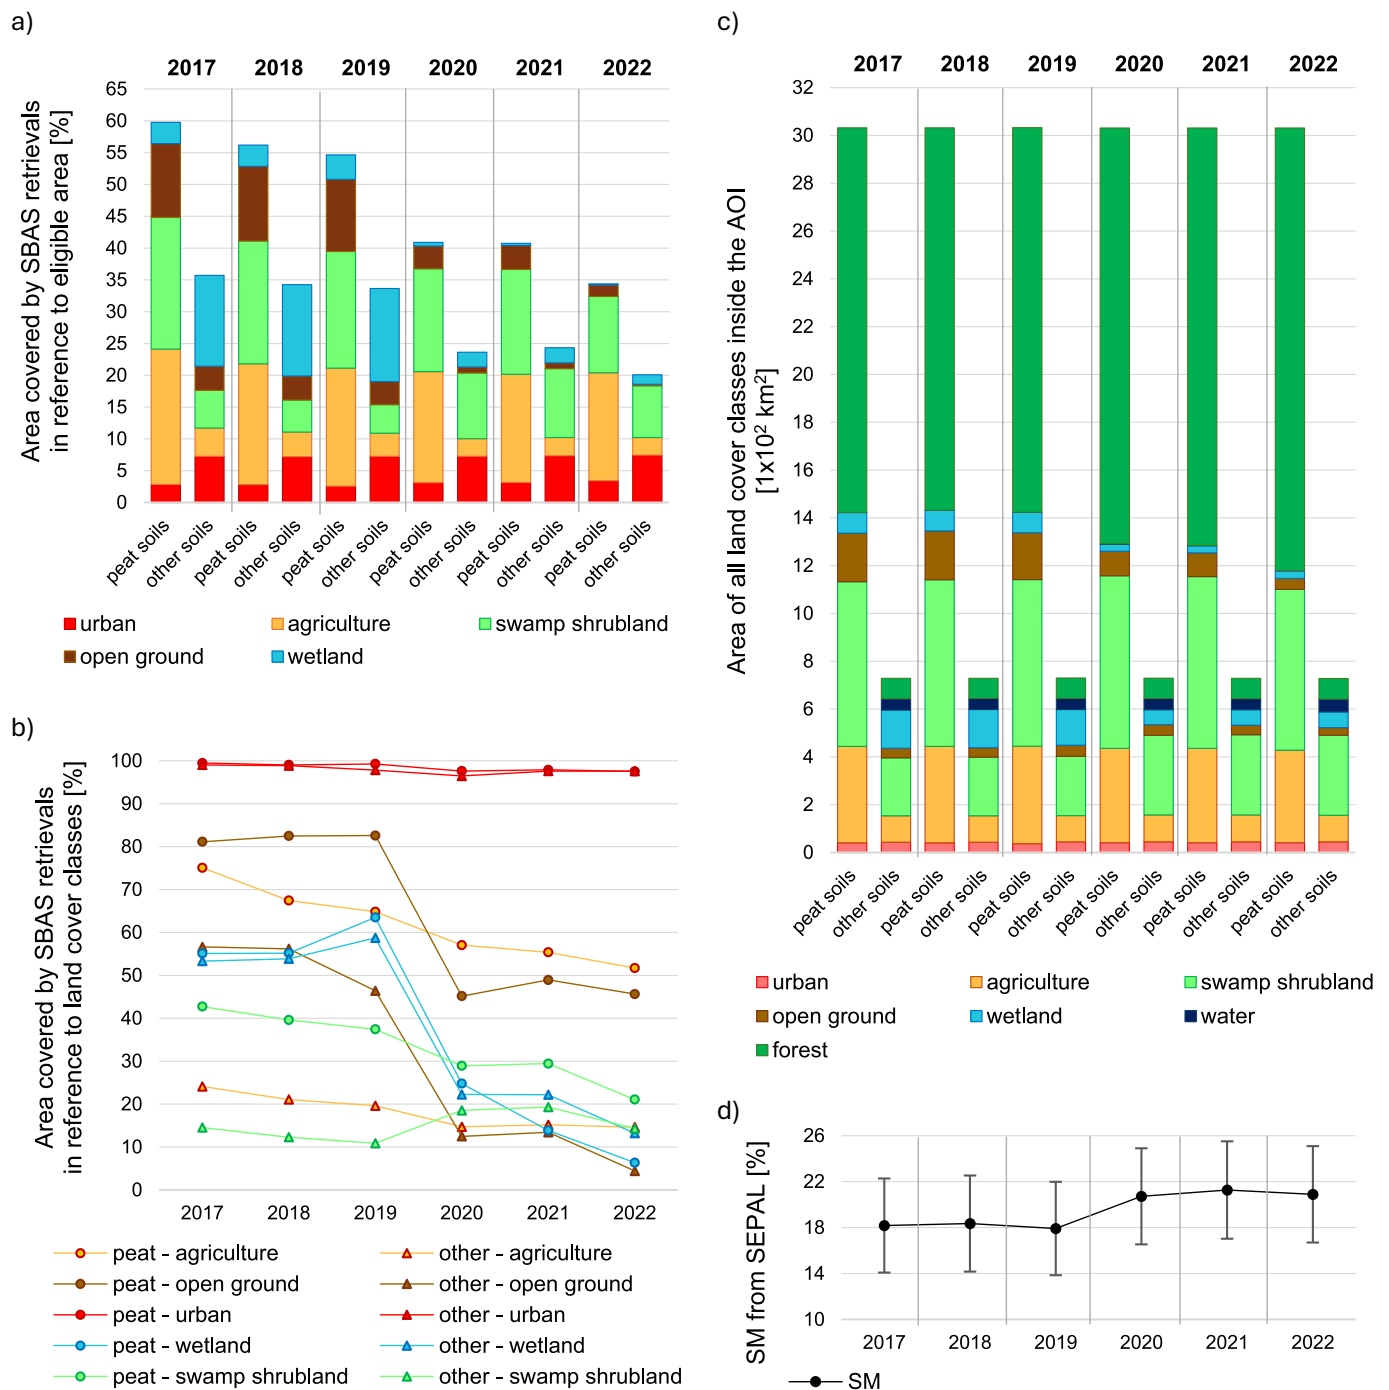 a)
2017 2018 2019 2020 2021 2022
Area covered by SBAS retrievals
in reference to eligible area [%]
65
60
55
50
45
40
35
30
25
20
15
10
5
0
peat soils other soils peat soils other soils peat soils other soils peat soils other soils peat soils other soils peat soils other soils
urban agriculture swamp shrubland
open ground wetland
b)
Area covered by SBAS retrievals
in reference to land cover classes [%]
100
90
80
70
60
50
40
30
20
10
0
2017 2018 2019 2020 2021 2022
peat - agriculture other - agriculture
peat - open ground other - open ground
peat - urban other - urban
peat - wetland other - wetland
peat - swamp shrubland other - swamp shrubland
c)
2017 2018 2019 2020 2021 2022
Area of all land cover classes inside the AOI
[1x10² km²]
32
30
28
26
24
22
20
18
16
14
12
10
8
6
4
2
0
peat soils other soils peat soils other soils peat soils other soils peat soils other soils peat soils other soils peat soils other soils
urban agriculture swamp shrubland
open ground wetland water
forest
d)
SM from SEPAL [%]
26
22
18
14
10
2017 2018 2019 2020 2021 2022
SM